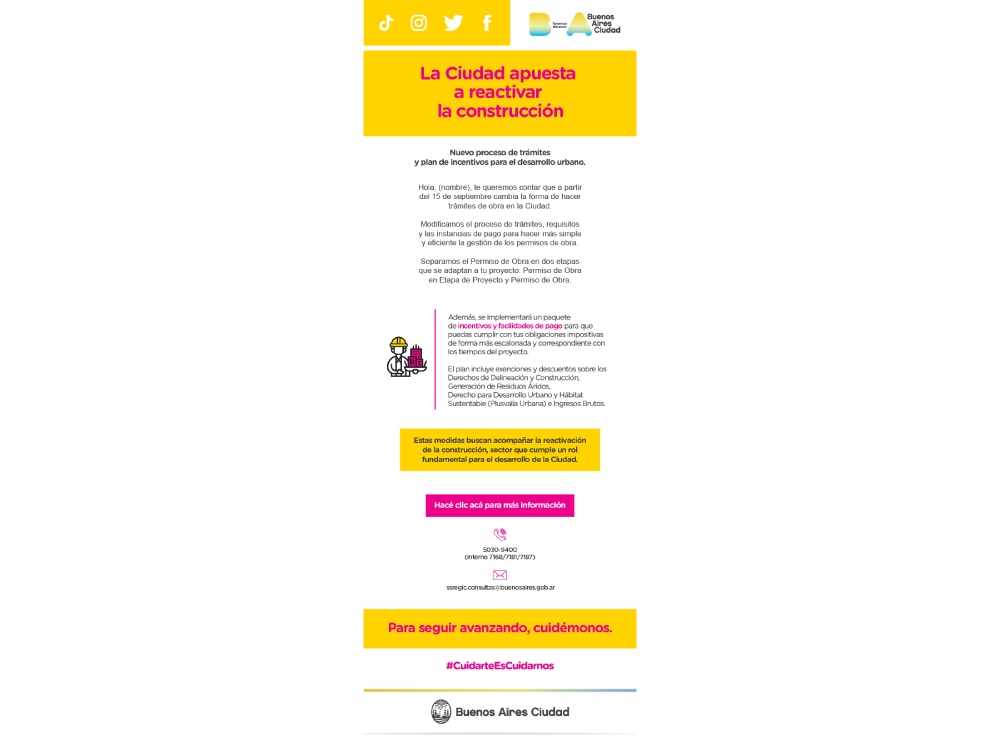 Buenos
Aires
Ciudad
La Ciudad apuesta
a reactivar
la construcción
Nuevo proceso de trámites
y plan de incentivos para el desarrollo urbano.
Hola, (nombre), te queremos contar que a partir
del 15 de septiembre cambia la forma de hacer
trámites de obra en la Ciudad.
Modificamos el proceso de trámites, requisitos
y las instancias de pago para hacer más simple
y eficiente la gestión de los permisos de obra.
Separamos el Permiso de Obra en dos etapas
que se adaptan a tu proyecto: Permiso de Obra
en Etapa de Proyecto y Permiso de Obra.
Además, se implementará un paquete
de incentivos y facilidades de pago para que
puedas cumplir con tus obligaciones impositivas
de forma más escalonada y correspondiente con
los tiempos del proyecto.
El plan incluye exenciones y descuentos sobre los
Derechos de Delineación y Construcción,
Generación de Residuos Áridos,
Derecho para Desarrollo Urbano y Hábitat
Sustentable (Plusvalía Urbana) e Ingresos Brutos.
Estas medidas buscan acompañar la reactivación
de la construcción, sector que cumple un rol
fundamental para el desarrollo de la Ciudad.
Hacé clic acá para más información
5030-9400
(interno 7168/7181/7187)
ssregic.consultas@buenosaires.gob.ar
Para seguir avanzando, cuidémonos.
#CuidarteEsCuidarnos
Buenos Aires Ciudad